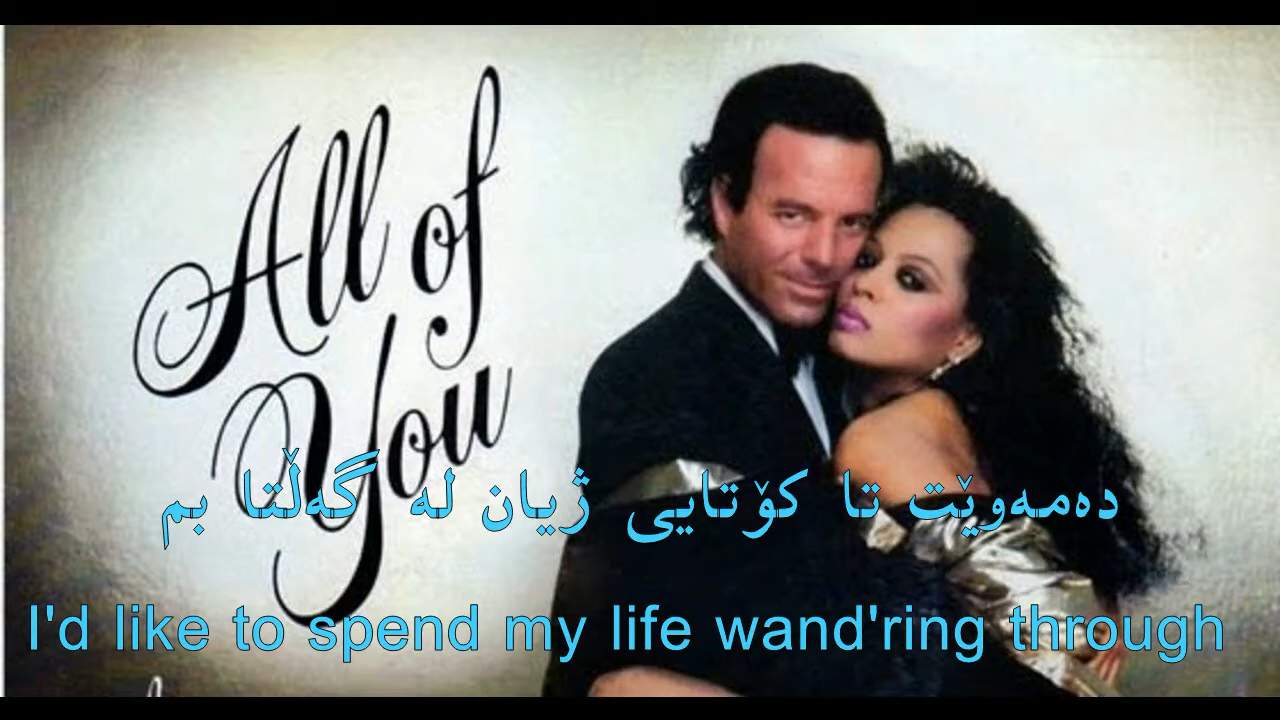 All of
You
دەمەوێت تا کۆتایی ژیان لە گەڵتا بم
I'd like to spend my life wand'ring through